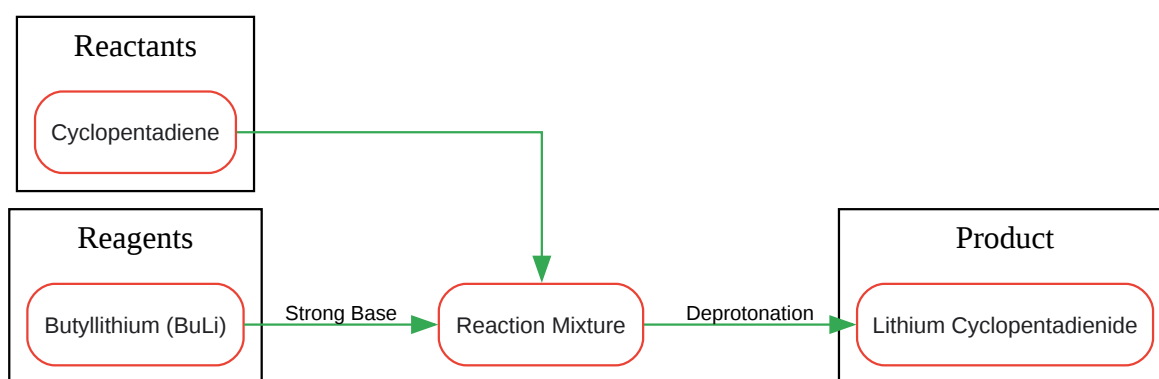 Reactants
Cyclopentadiene
Reagents
Butyllithium (BuLi)
Strong Base
Reaction Mixture
Deprotonation
Product
Lithium Cyclopentadienide